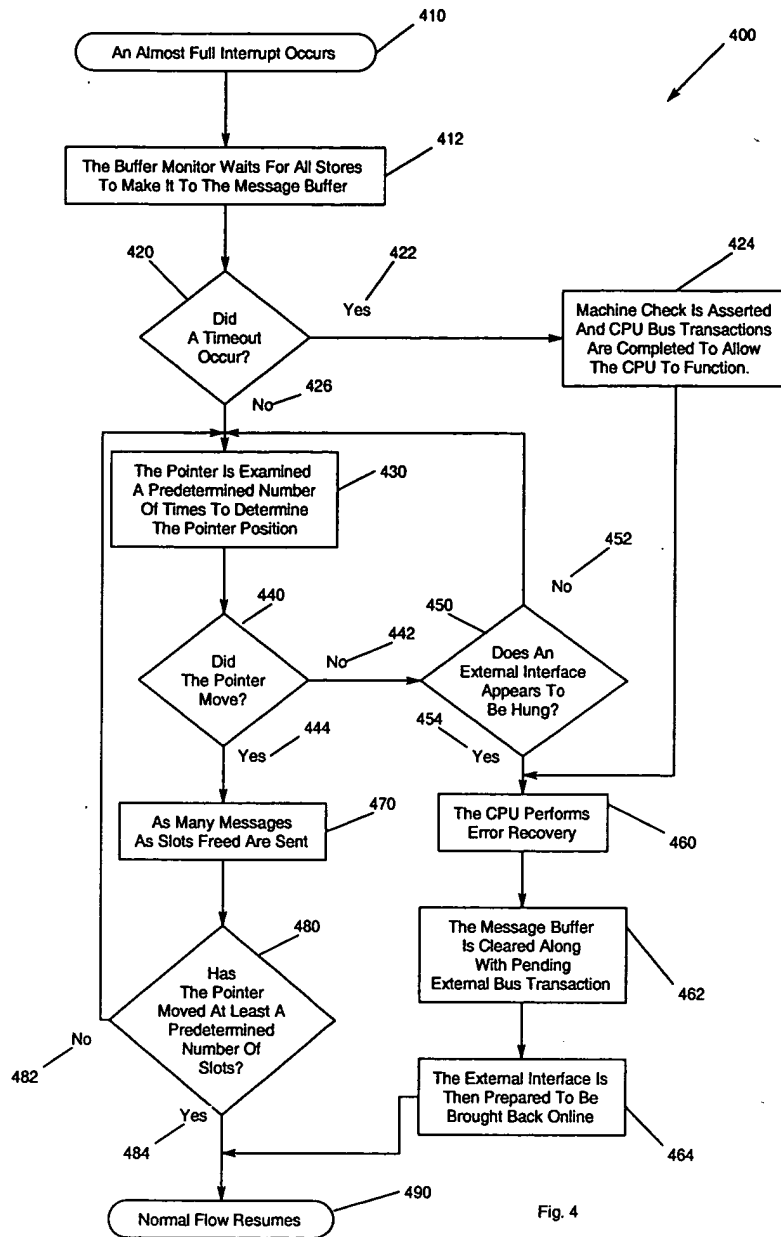 410
An Almost Full Interrupt Occurs
400
412
The Buffer Monitor Waits For All Stores
To Make It To The Message Buffer
420
422
424
Did
A Timeout
Occur?
Yes
Machine Check Is Asserted
And CPU Bus Transactions
Are Completed To Allow
The CPU To Function.
No
426
The Pointer Is Examined
A Predetermined Number
Of Times To Determine
The Pointer Position
430
452
No
440
450
442
No
Did
The Pointer
Move?
Does An
External Interface
Appears To
Be Hung?
444
Yes
454
Yes
As Many Messages
As Slots Freed Are Sent
470
The CPU Performs
Error Recovery
460
480
Has
The Pointer
Moved At Least A
Predetermined
Number Of
Slots?
The Message Buffer
Is Cleared Along
With Pending
External Bus Transaction
462
No
482
The External Interface Is
Then Prepared To Be
Brought Back Online
464
Yes
484
490
Normal Flow Resumes
Fig. 4